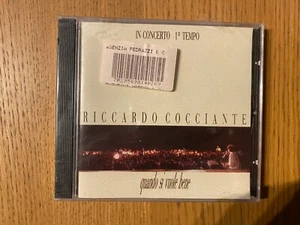 IN CONCERTO 1° TEMPO
AGENZIA PEDRAZZI E C
RICCARDO COCCIANTE
quando si vuole bene